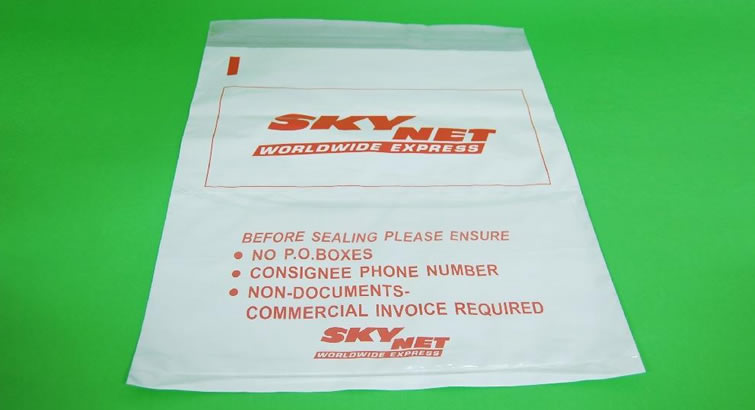 SKYNET
WORLDWIDE EXPRESS
BEFORE SEALING PLEASE ENSURE
● NO P.O.BOXES
● CONSIGNEE PHONE NUMBER
● NON-DOCUMENTS-
COMMERCIAL INVOICE REQUIRED
SKYNET
WORLDWIDE EXPRESS